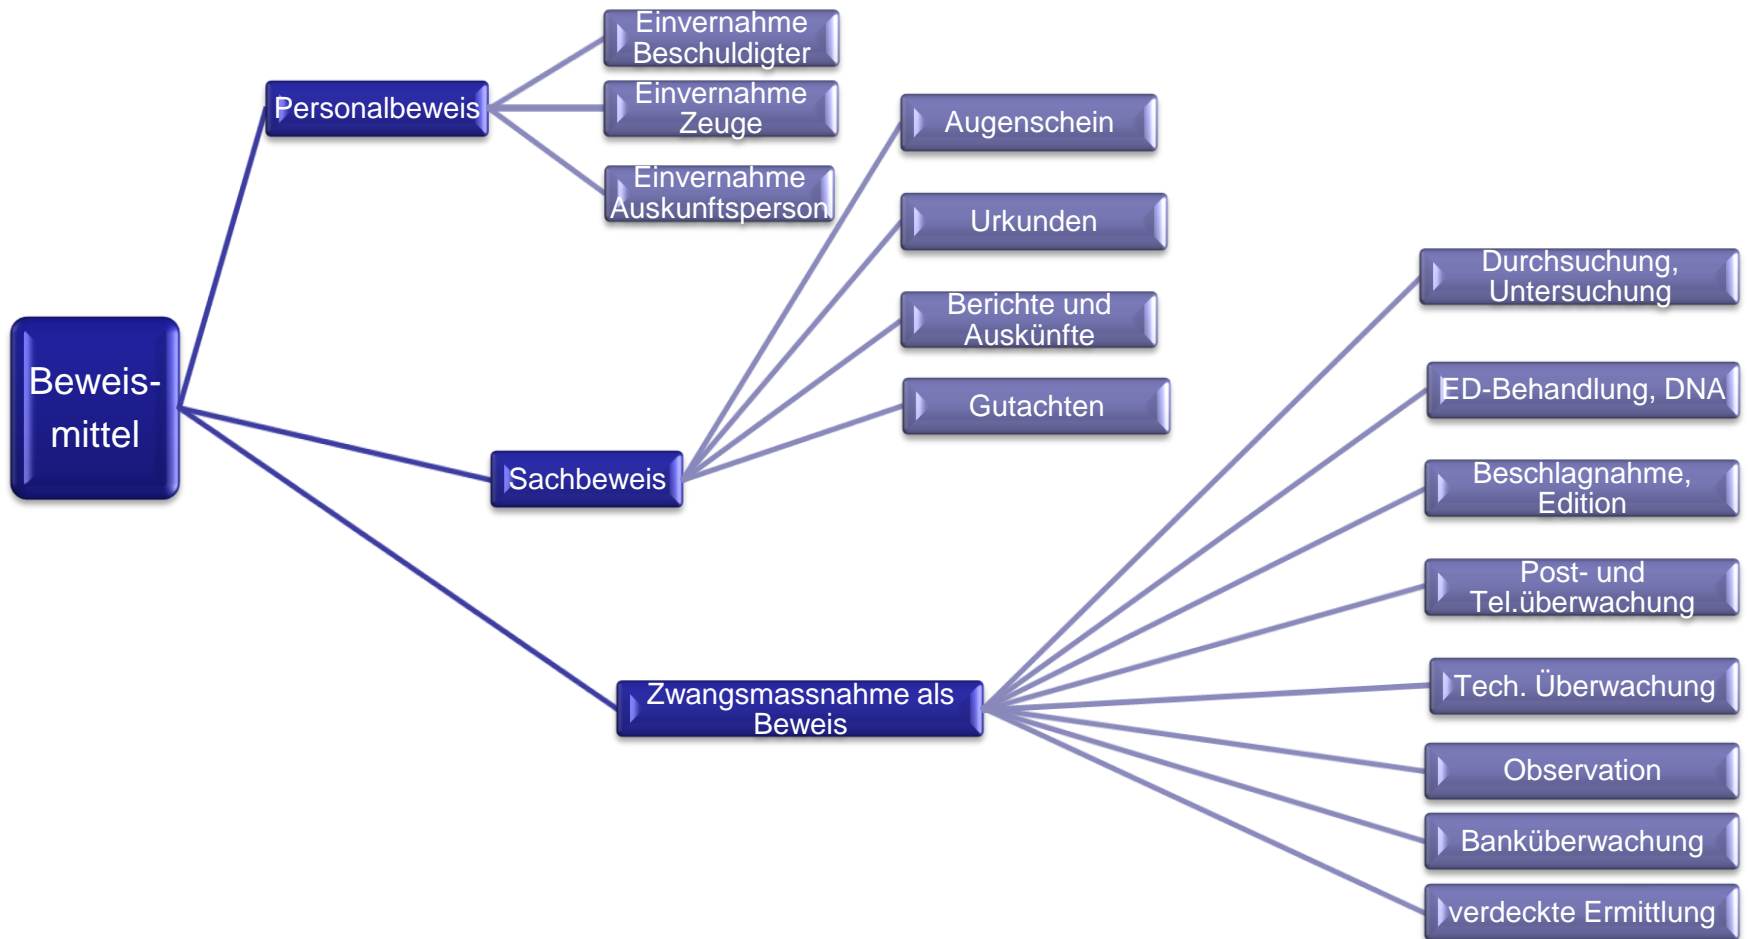 Beweis-
mittel
Personalbeweis
Einvernahme
Beschuldigter
Einvernahme
Zeuge
Einvernahme
Auskunftsperson
Sachbeweis
Augenschein
Urkunden
Berichte und
Auskünfte
Gutachten
Zwangsmassnahme als
Beweis
Durchsuchung,
Untersuchung
ED-Behandlung, DNA
Beschlagnahme,
Edition
Post- und
Tel.überwachung
Tech. Überwachung
Observation
Banküberwachung
verdeckte Ermittlung